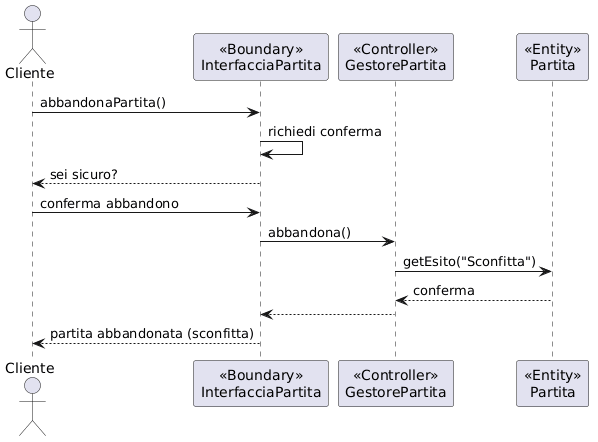 Cliente
«Boundary»
InterfacciaPartita
«Controller»
GestorePartita
«Entity»
Partita
abbandonaPartita()
richiedi conferma
sei sicuro?
conferma abbandono
abbandona()
getEsito("Sconfitta")
conferma
partita abbandonata (sconfitta)
Cliente
«Boundary»
InterfacciaPartita
«Controller»
GestorePartita
«Entity»
Partita